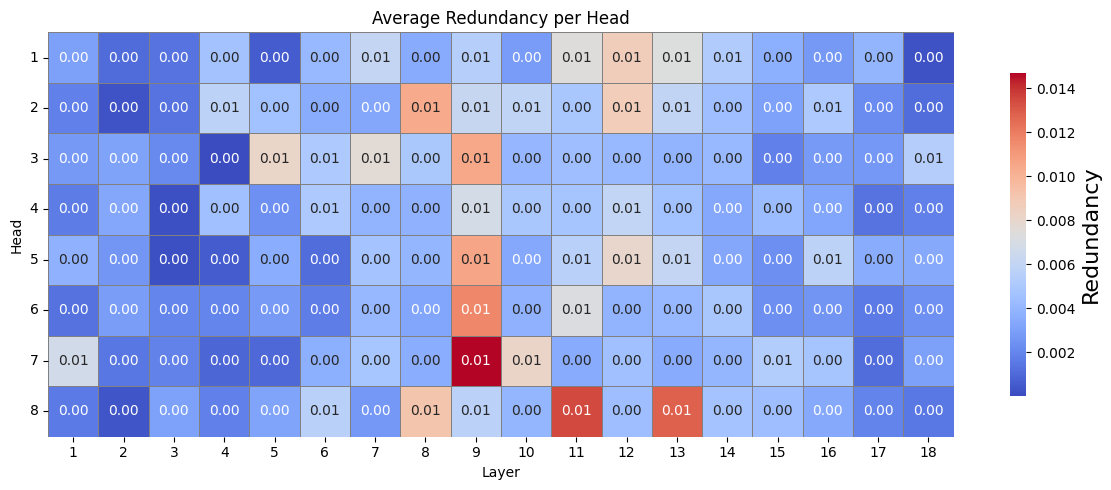 Average Redundancy per Head
1 0.00 0.00 0.00 0.00 0.00 0.00 0.01 0.00 0.01 0.00 0.01 0.01 0.01 0.01 0.00 0.00 0.00 0.00
2 0.00 0.00 0.00 0.01 0.00 0.00 0.00 0.01 0.01 0.01 0.00 0.01 0.01 0.00 0.00 0.01 0.00 0.00
3 0.00 0.00 0.00 0.00 0.01 0.01 0.01 0.00 0.01 0.00 0.00 0.00 0.00 0.00 0.00 0.00 0.00 0.01
4 0.00 0.00 0.00 0.00 0.00 0.01 0.00 0.00 0.01 0.00 0.00 0.01 0.00 0.00 0.00 0.00 0.00 0.00
5 0.00 0.00 0.00 0.00 0.00 0.00 0.00 0.00 0.01 0.00 0.01 0.01 0.01 0.00 0.00 0.01 0.00 0.00
6 0.00 0.00 0.00 0.00 0.00 0.00 0.00 0.00 0.01 0.00 0.01 0.00 0.00 0.00 0.00 0.00 0.00 0.00
7 0.01 0.00 0.00 0.00 0.00 0.00 0.00 0.00 0.01 0.01 0.00 0.00 0.00 0.00 0.01 0.00 0.00 0.00
8 0.00 0.00 0.00 0.00 0.00 0.01 0.00 0.01 0.01 0.00 0.01 0.00 0.01 0.00 0.00 0.00 0.00 0.00
Head
1 2 3 4 5 6 7 8 9 10 11 12 13 14 15 16 17 18
Layer
0.014
0.012
0.010
0.008
0.006
0.004
0.002
Redundancy